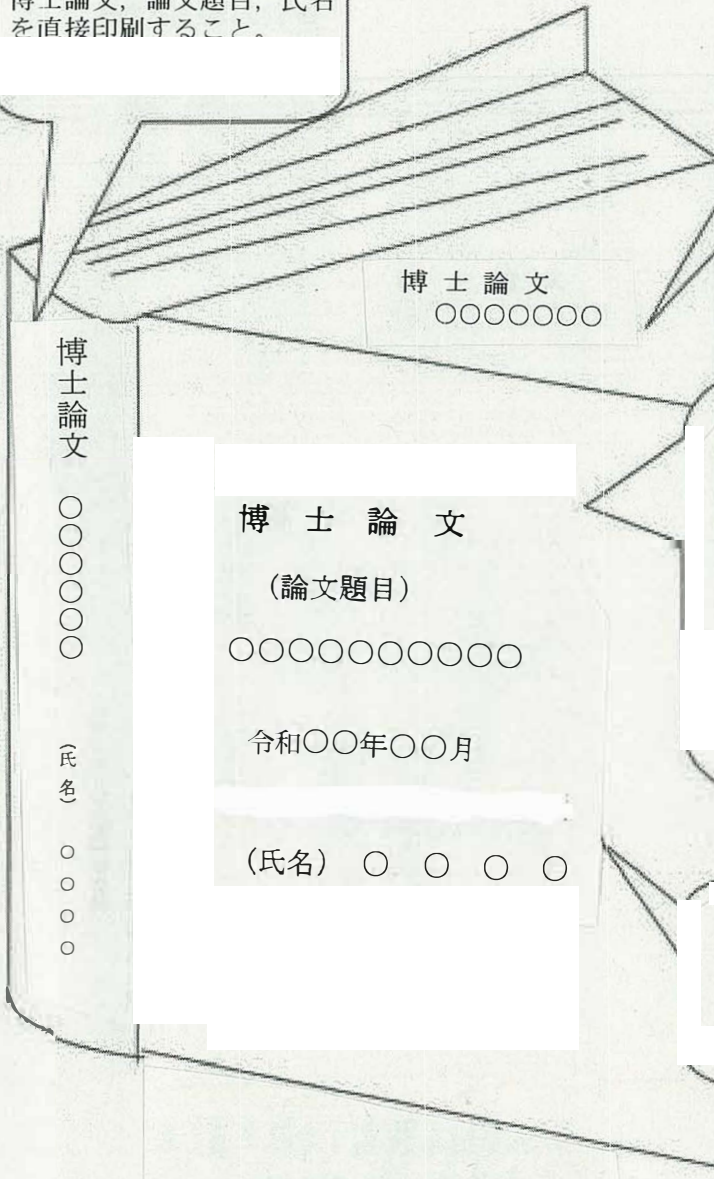 博士論文，論文題目，氏名
を直接印刷すること。
博士論文
○○○○○○○
博士論文
○○○○○○
（氏名）
○○○○
博士論文
（論文題目）
○○○○○○○○○○
令和○○年○○月
（氏名） ○ ○ ○ ○